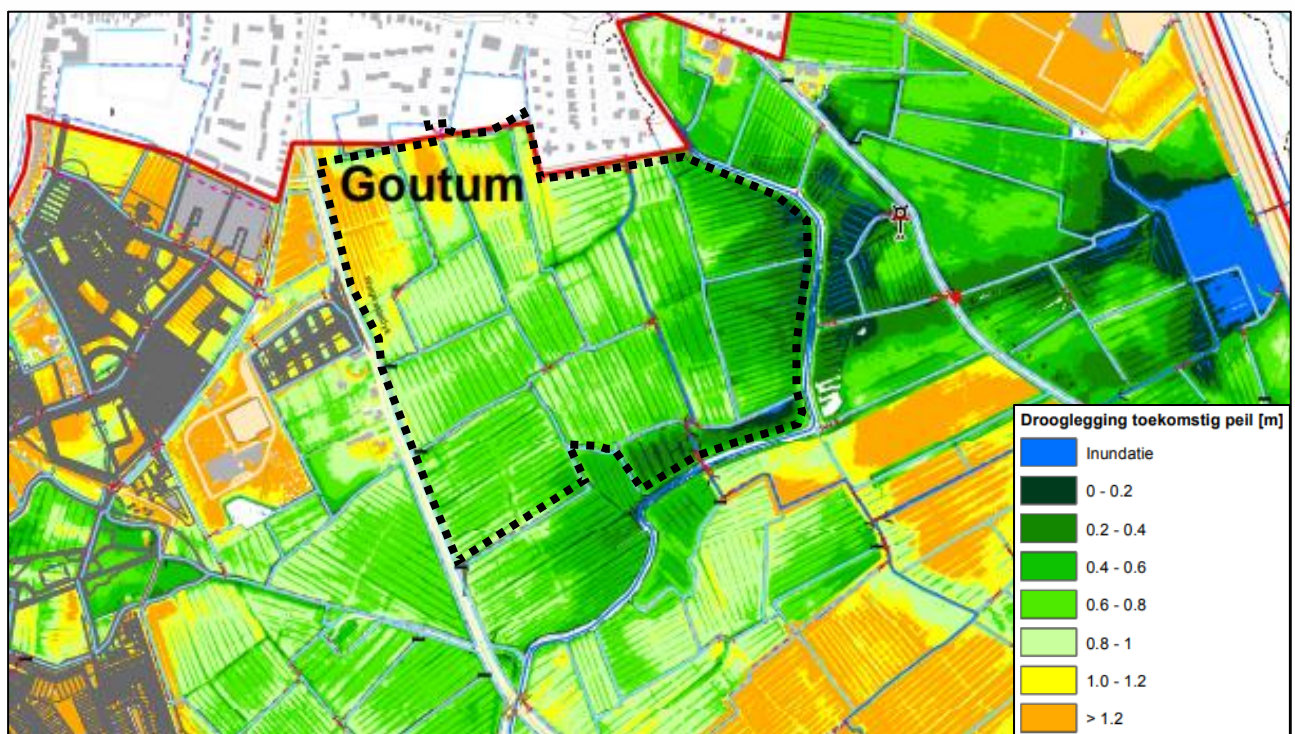 Goutum
Drooglegging toekomstig peil [m]
Inundatie
0 - 0.2
0.2 - 0.4
0.4 - 0.6
0.6 - 0.8
0.8 - 1
1.0 - 1.2
> 1.2